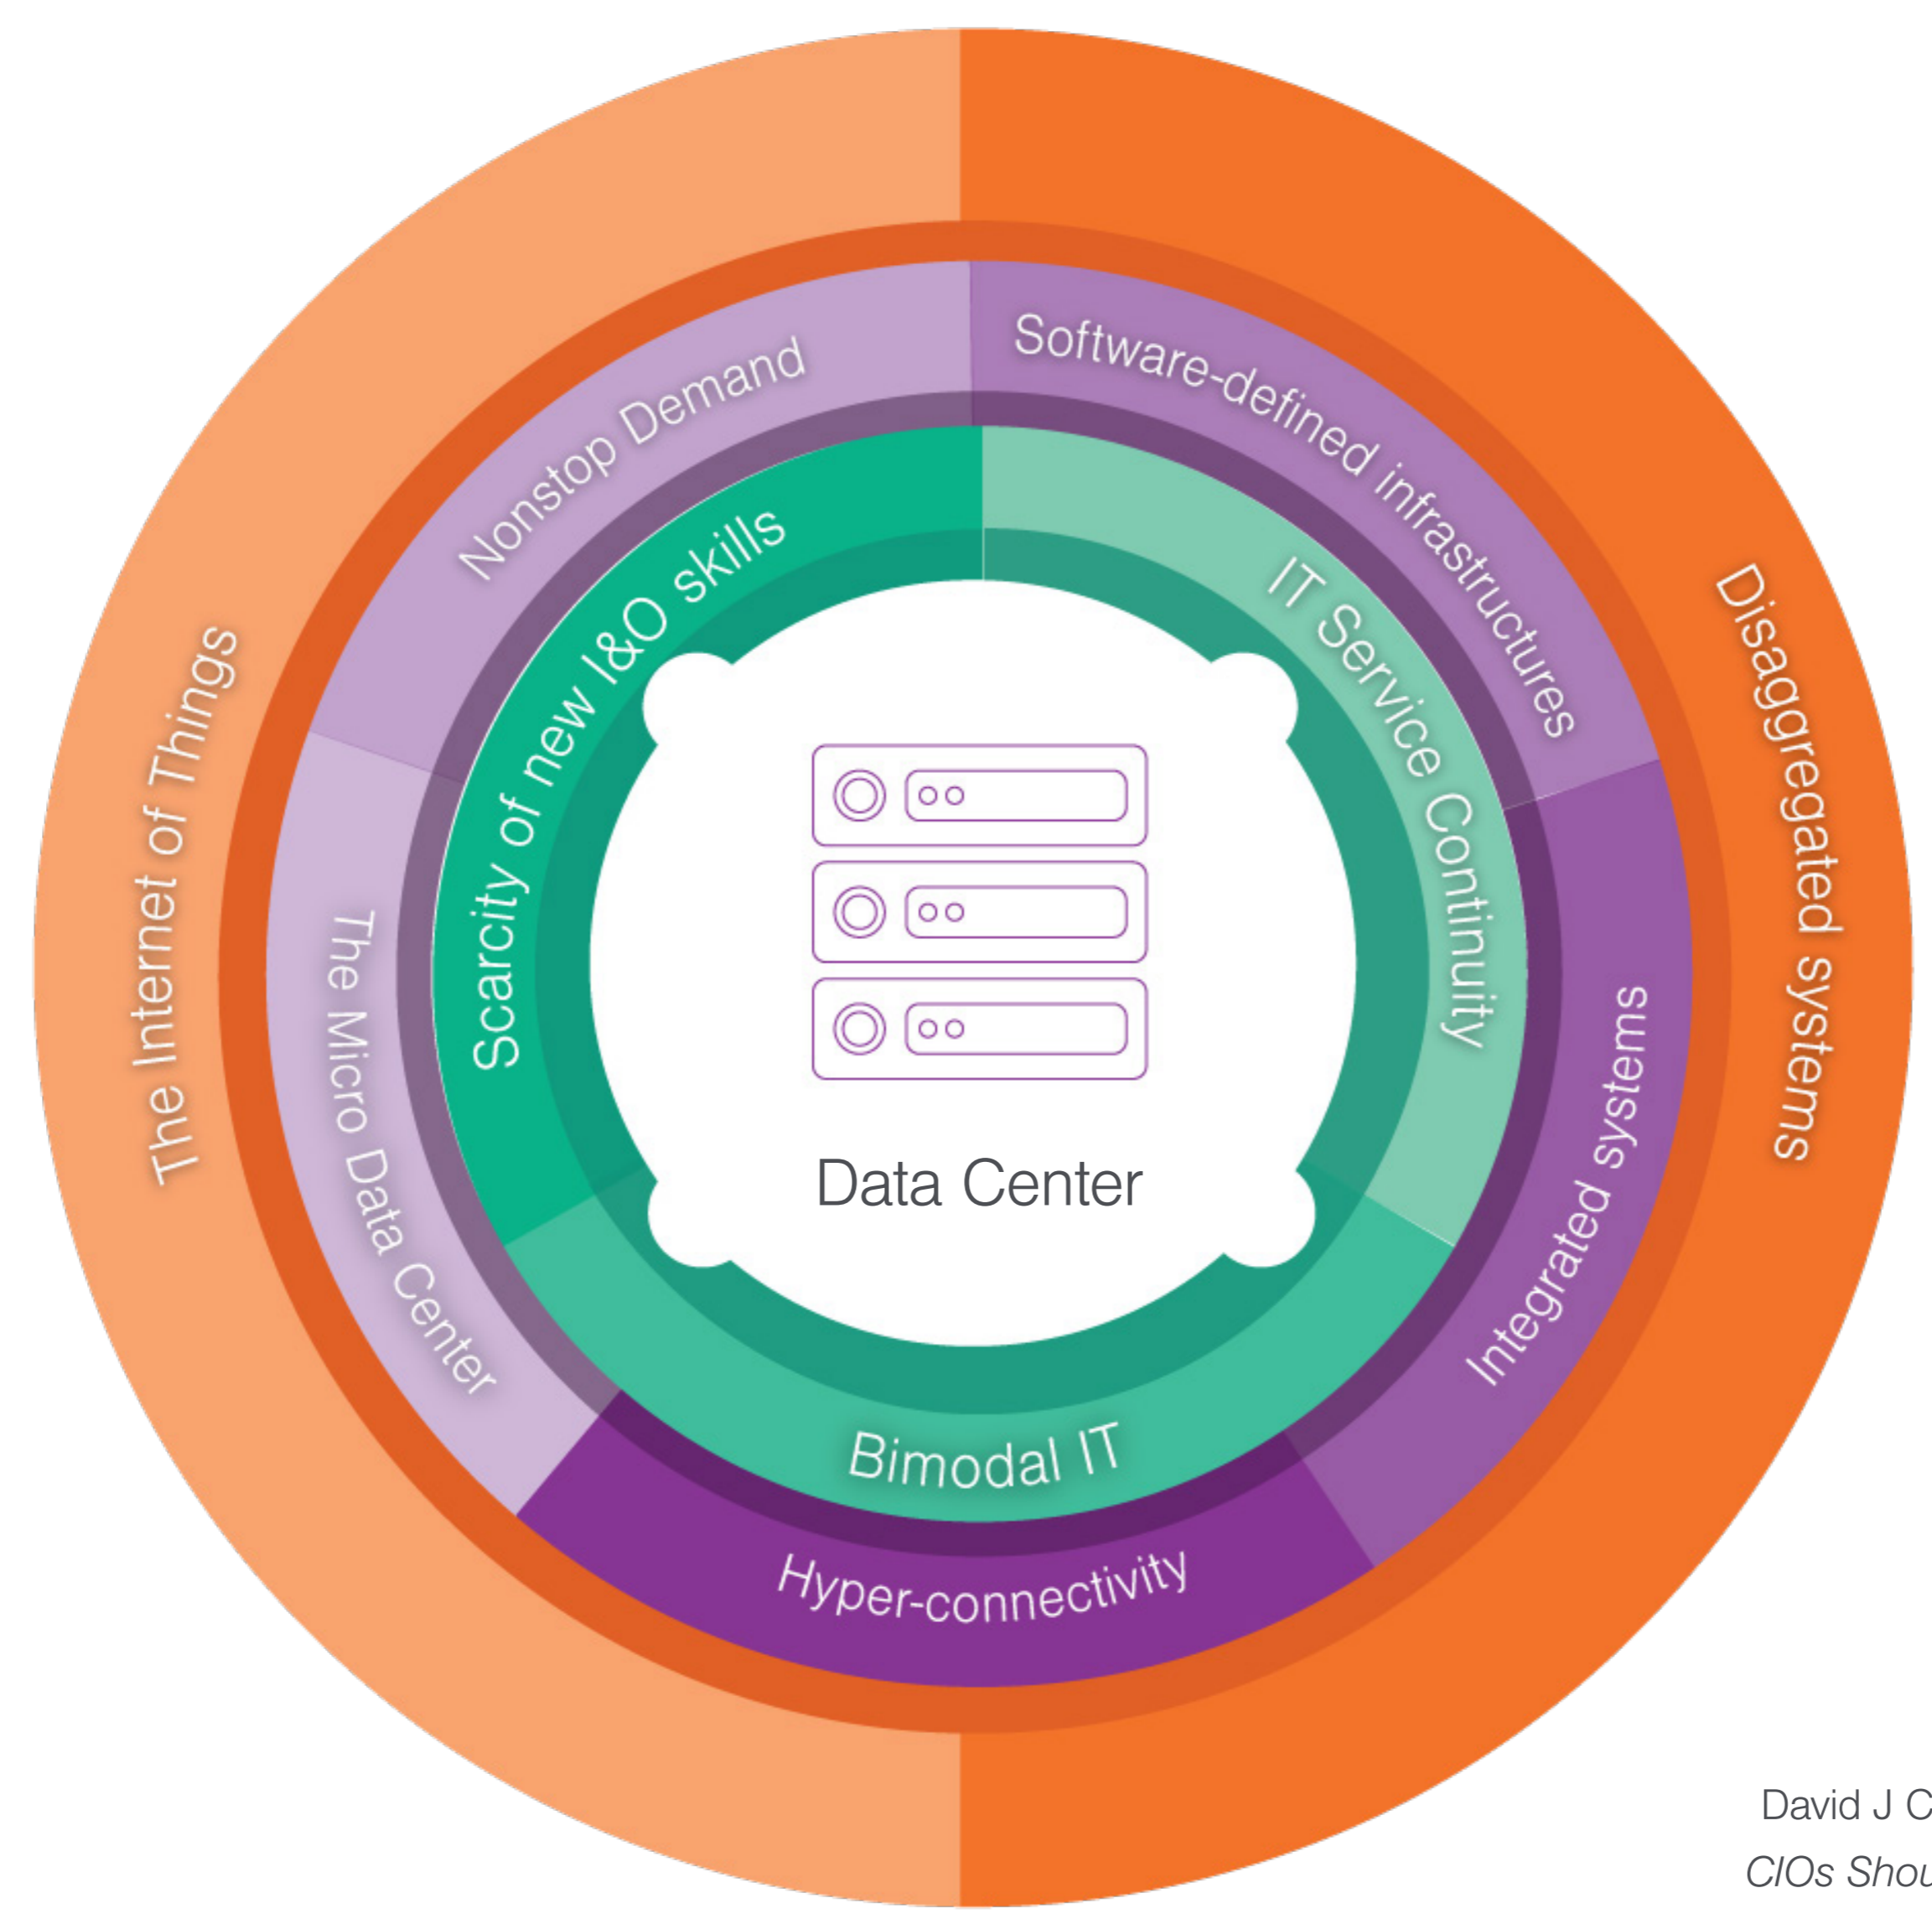 The Internet of Things
Disaggregated systems
Nonstop Demand
Software-defined infrastructures
The Micro Data Center
Integrated systems
Hyper-connectivity
Scarcity of new I&O skills
IT Service Continuity
Bimodal IT
Data Center
David J
CIOs